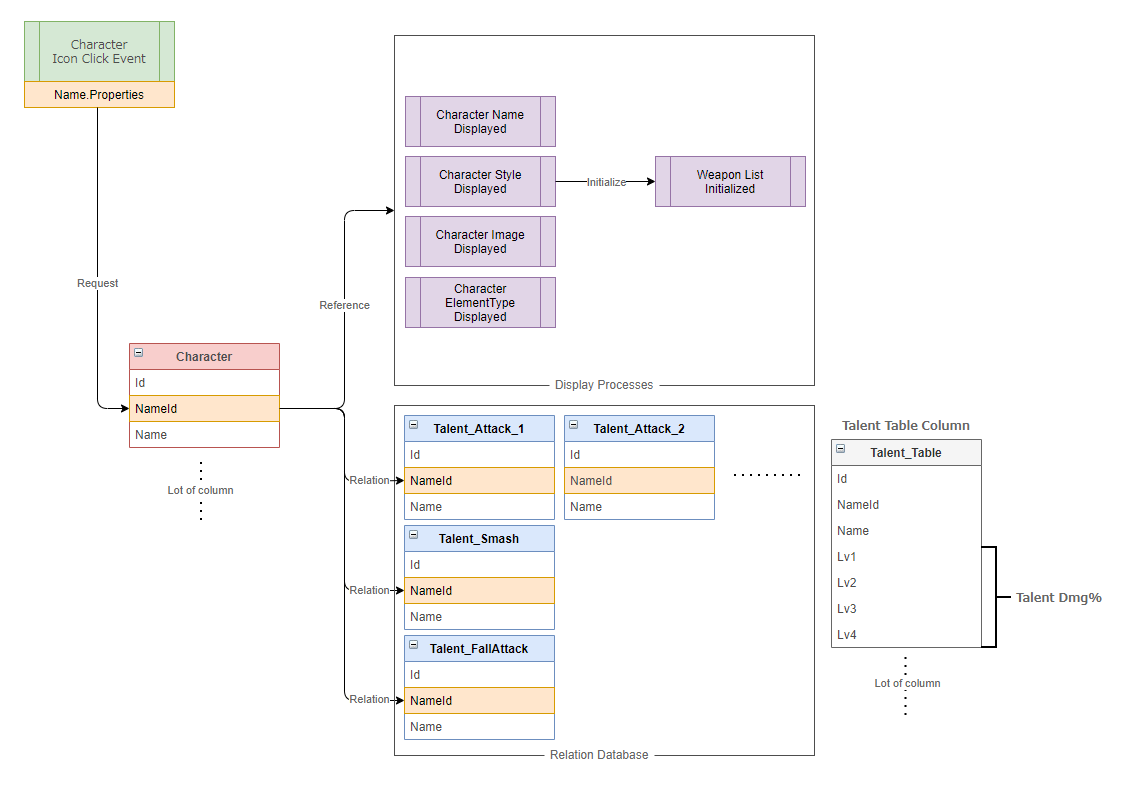 Character
Icon Click Event
Name.Properties
Request
Character
Id
NameId
Name
Lot of column
Reference
Character Name
Displayed
Character Style
Displayed
Initialize
Weapon List
Initialized
Character Image
Displayed
Character
ElementType
Displayed
Display Processes
Relation
Talent_Attack_1
Id
NameId
Name
Talent_Attack_2
Id
NameId
Name
Relation
Talent_Smash
Id
NameId
Name
Relation
Talent_FallAttack
Id
NameId
Name
Relation Database
Talent Table Column
Talent_Table
Id
NameId
Name
Lv1
Lv2
Lv3
Lv4
Talent Dmg%
Lot of column